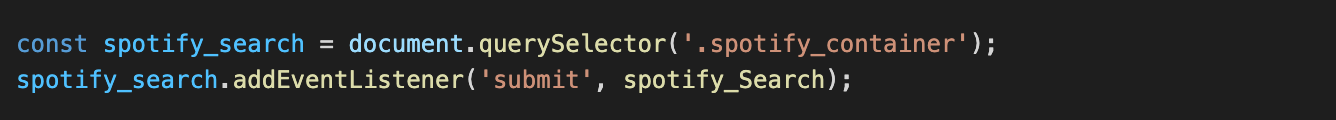 const spotify_search = document.querySelector('.spotify_container');
spotify_search.addEventListener('submit', spotify_Search);